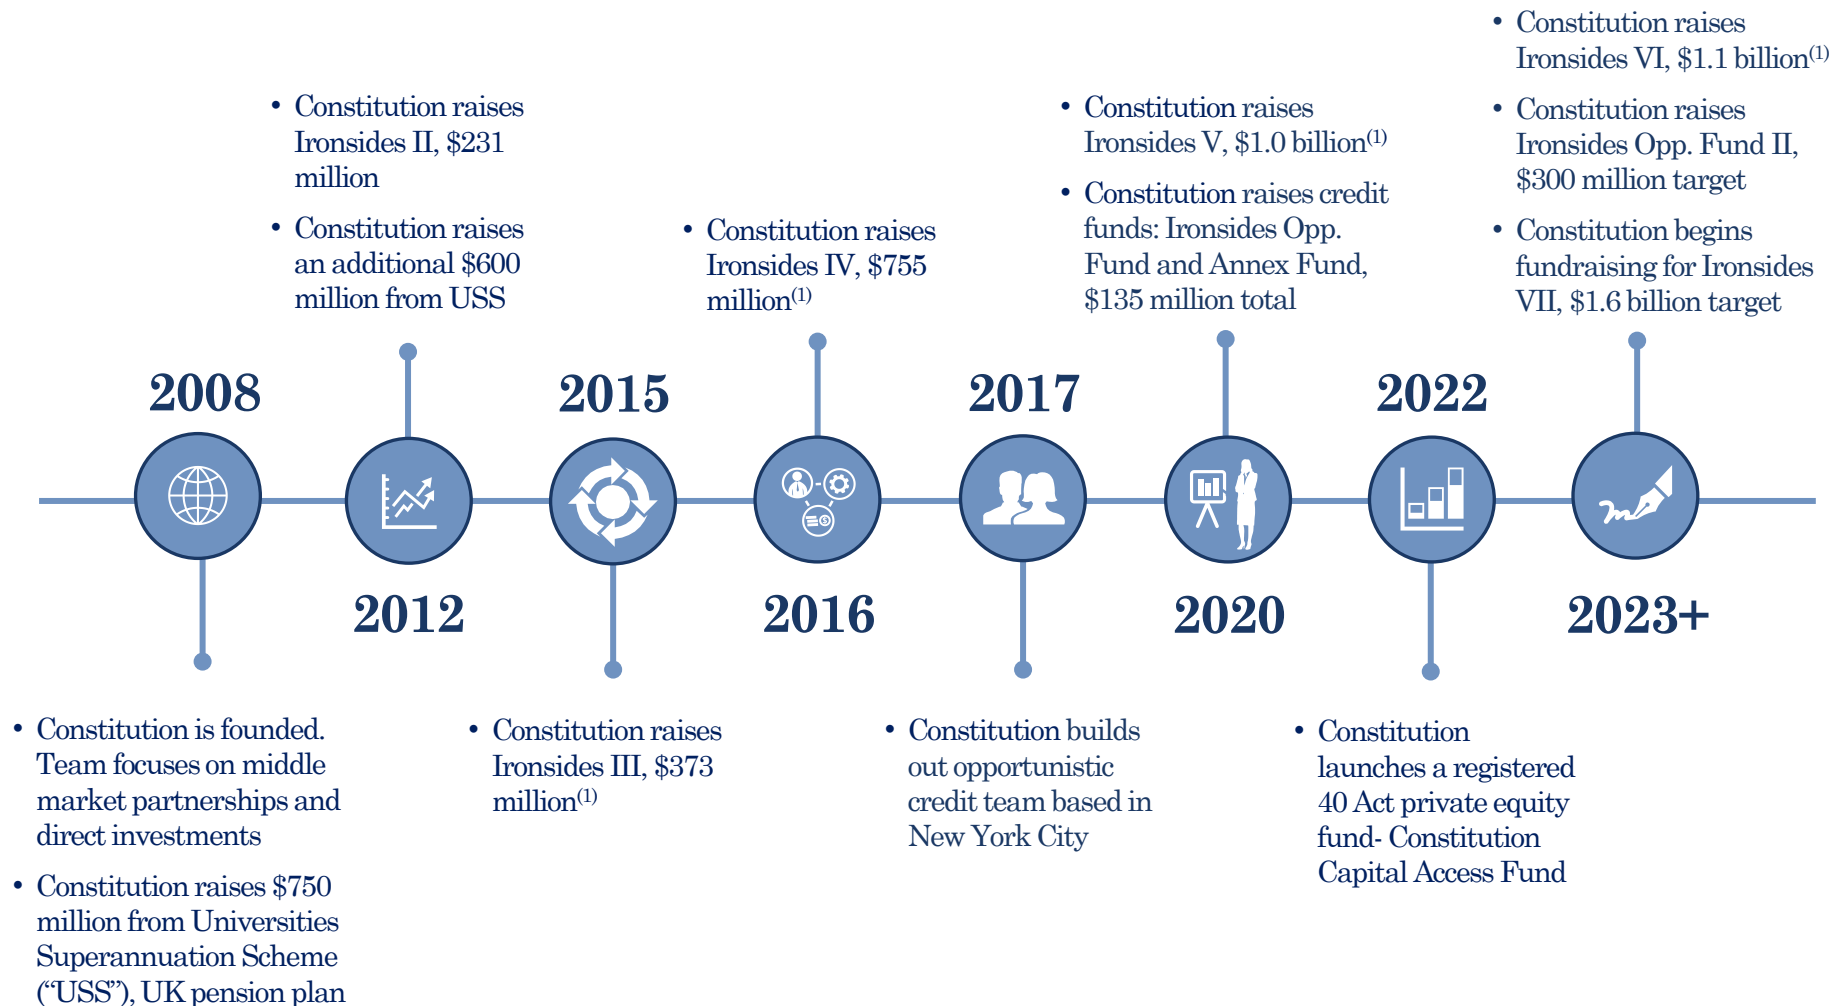 • Constitution raises
Ironsides II, $231
million
• Constitution raises
an additional $600
million from USS
• Constitution raises
Ironsides IV, $755
million(1)
• Constitution raises
Ironsides V, $1.0 billion(1)
• Constitution raises credit
funds: Ironsides Opp.
Fund and Annex Fund,
$135 million total
• Constitution raises
Ironsides VI, $1.1 billion(1)
• Constitution raises
Ironsides Opp. Fund II,
$300 million target
• Constitution begins
fundraising for Ironsides
VII, $1.6 billion target
2008
2015
2017
2022
2012
2016
2020
2023+
• Constitution is founded.
Team focuses on middle
market partnerships and
direct investments
• Constitution raises $750
million from Universities
Superannuation Scheme
(“USS”), UK pension plan
• Constitution raises
Ironsides III, $373
million(1)
• Constitution builds
out opportunistic
credit team based in
New York City
• Constitution
launches a registered
40 Act private equity
fund- Constitution
Capital Access Fund